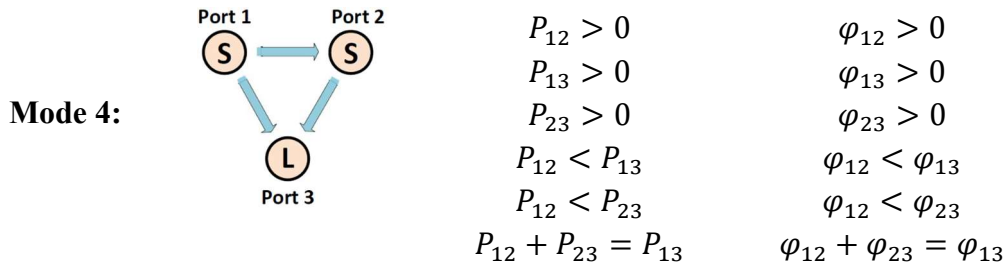 Port 1 Port 2
S S
L
Port 3
Mode 4:
P₁₂ > 0 φ₁₂ > 0
P₁₃ > 0 φ₁₃ > 0
P₂₃ > 0 φ₂₃ > 0
P₁₂ < P₁₃ φ₁₂ < φ₁₃
P₁₂ < P₂₃ φ₁₂ < φ₂₃
P₁₂ + P₂₃ = P₁₃ φ₁₂ + φ₂₃ = φ₁₃